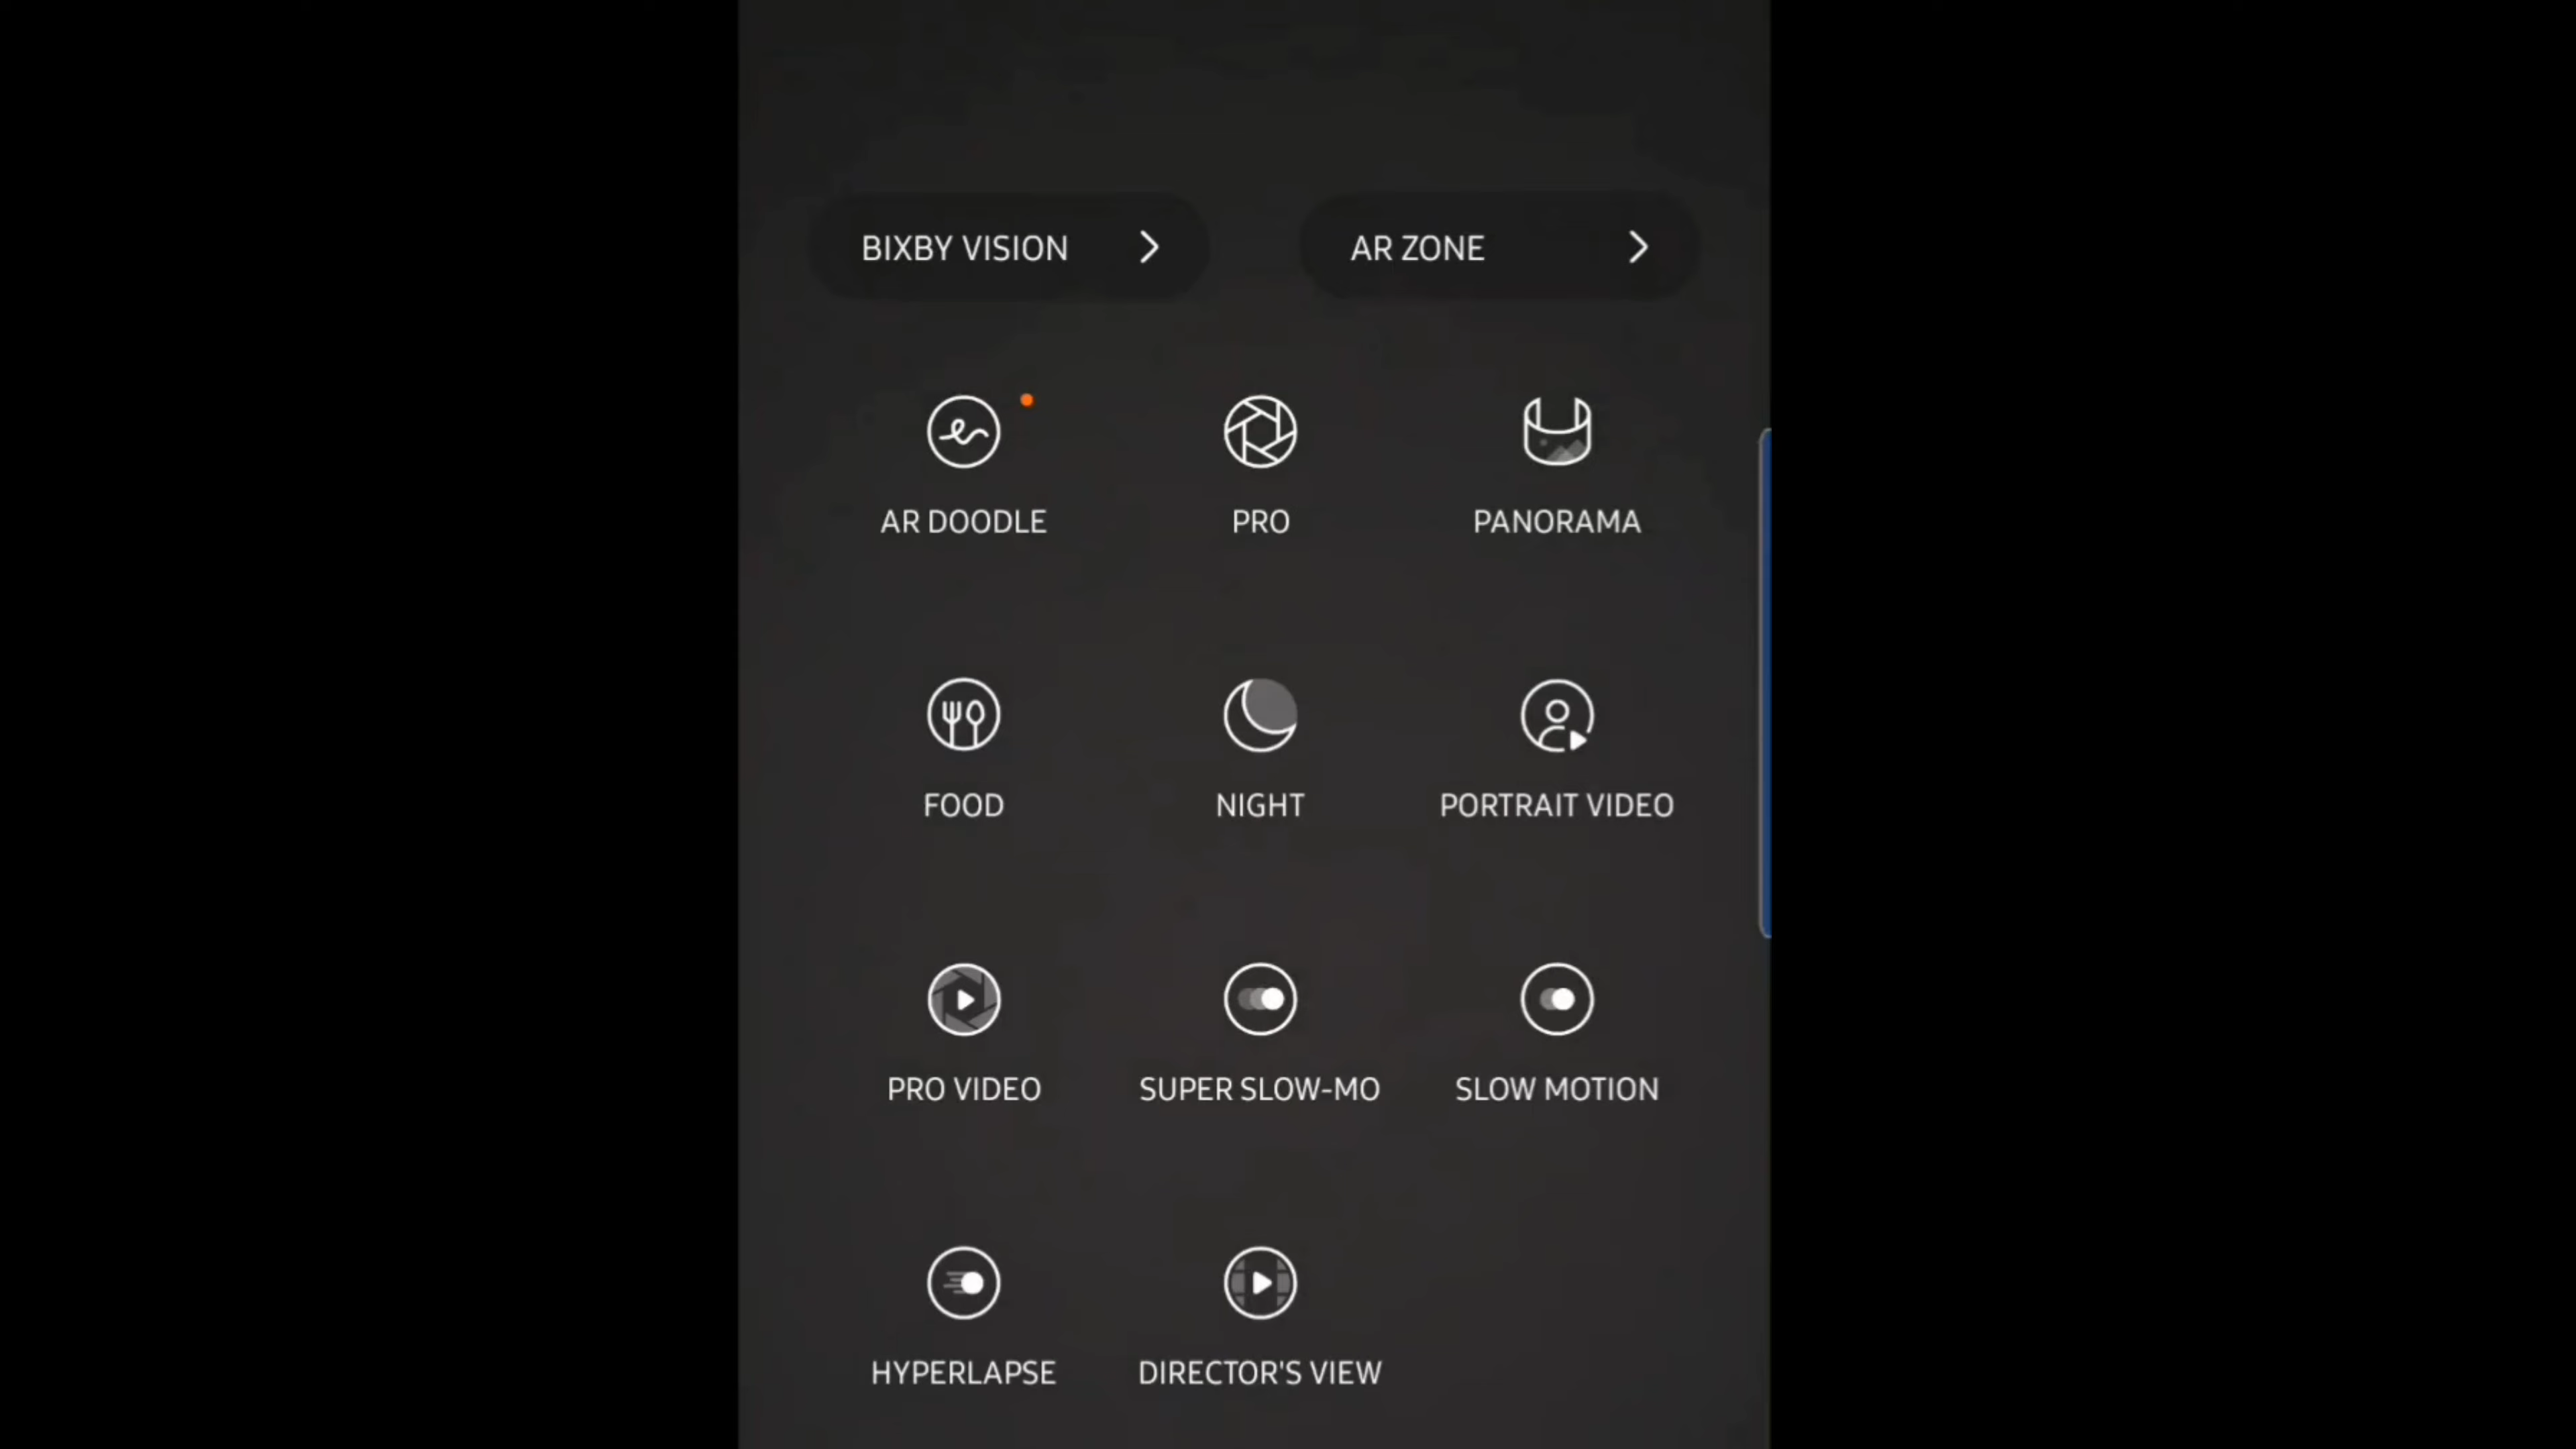 BIXBY VISION
AR ZONE
AR DOODLE
PRO
PANORAMA
FOOD
NIGHT
PORTRAIT VIDEO
PRO VIDEO
SUPER SLOW-MO
SLOW MOTION
HYPERLAPSE
DIRECTOR'S VIEW